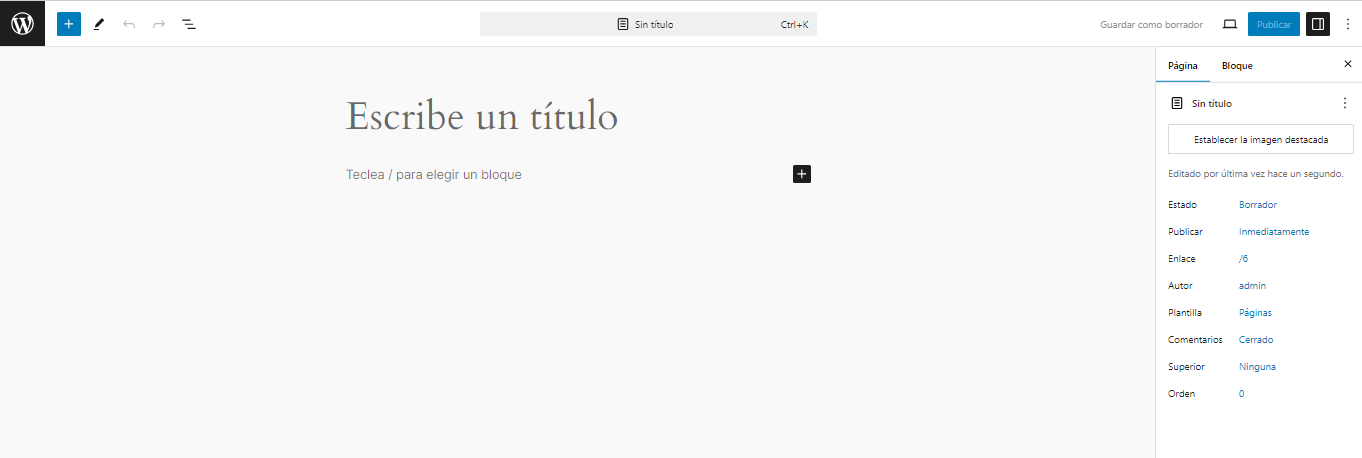 Sin título Ctrl+K Guardar como borrador Publicar
Página Bloque
Escribe un título
Teclea / para elegir un bloque
Sin título
Establecer la imagen destacada
Editado por última vez hace un segundo.
Estado Borrador
Publicar Inmediatamente
Enlace /6
Autor admin
Plantilla Páginas
Comentarios Cerrado
Superior Ninguna
Orden 0